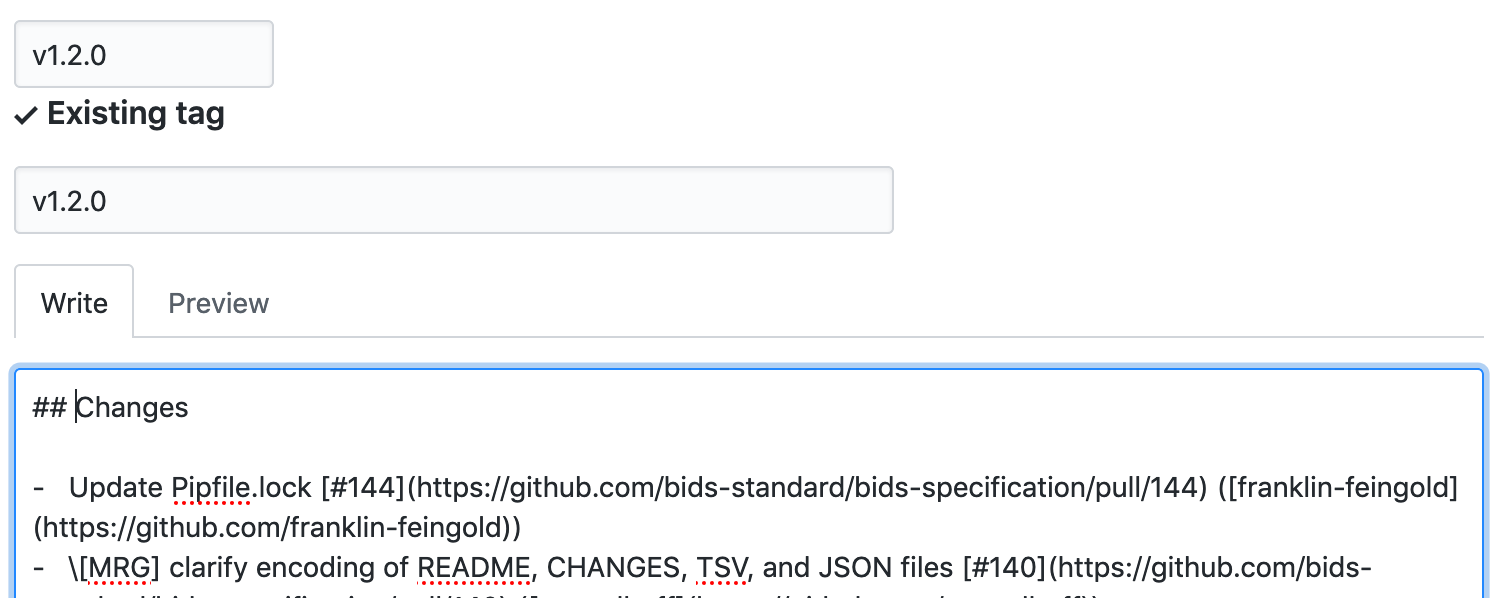 v1.2.0
✓ Existing tag
v1.2.0
Write Preview
## Changes
- Update Pipfile.lock [#144](https://github.com/bids-standard/bids-specification/pull/144) ([franklin-feingold]
(https://github.com/franklin-feingold))
- \[MRG] clarify encoding of README, CHANGES, TSV, and JSON files [#140](https://github.com/bids-